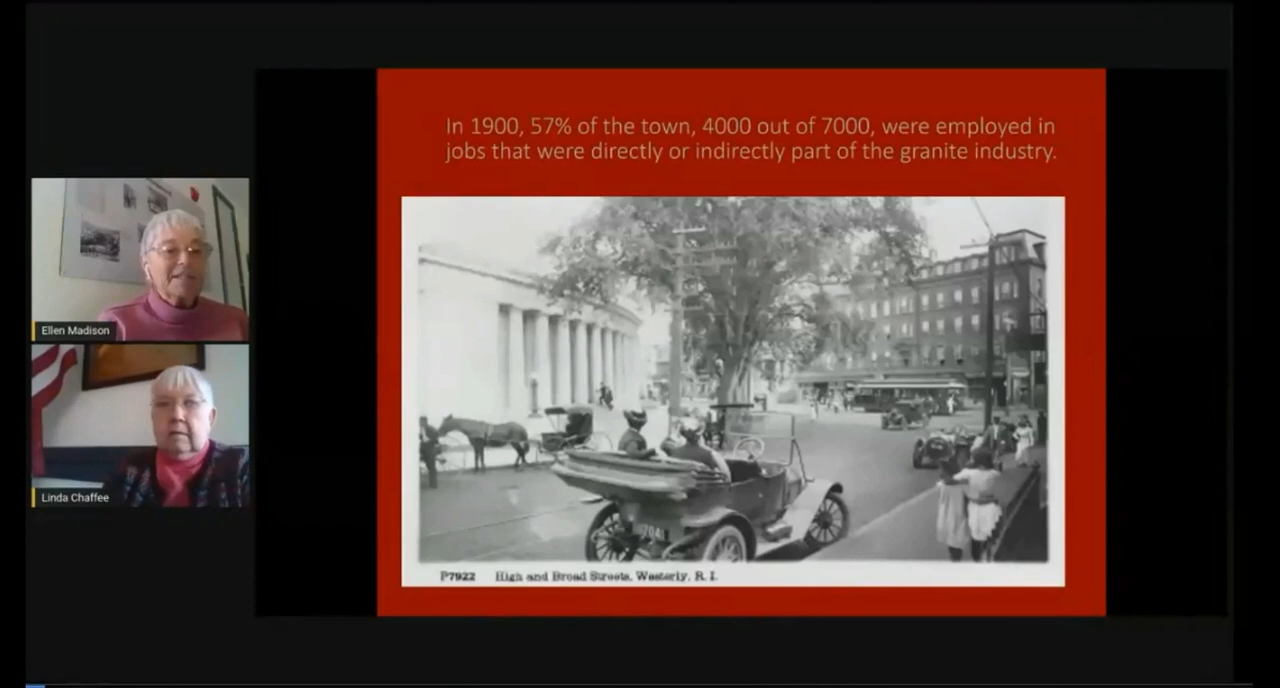 In 1900, 57% of the town, 4000 out of 7000, were employed in
jobs that were directly or indirectly part of the granite industry.
Ellen Madison
Linda Chaffee
P7922 High and Broad Streets, Westerly, R. I.